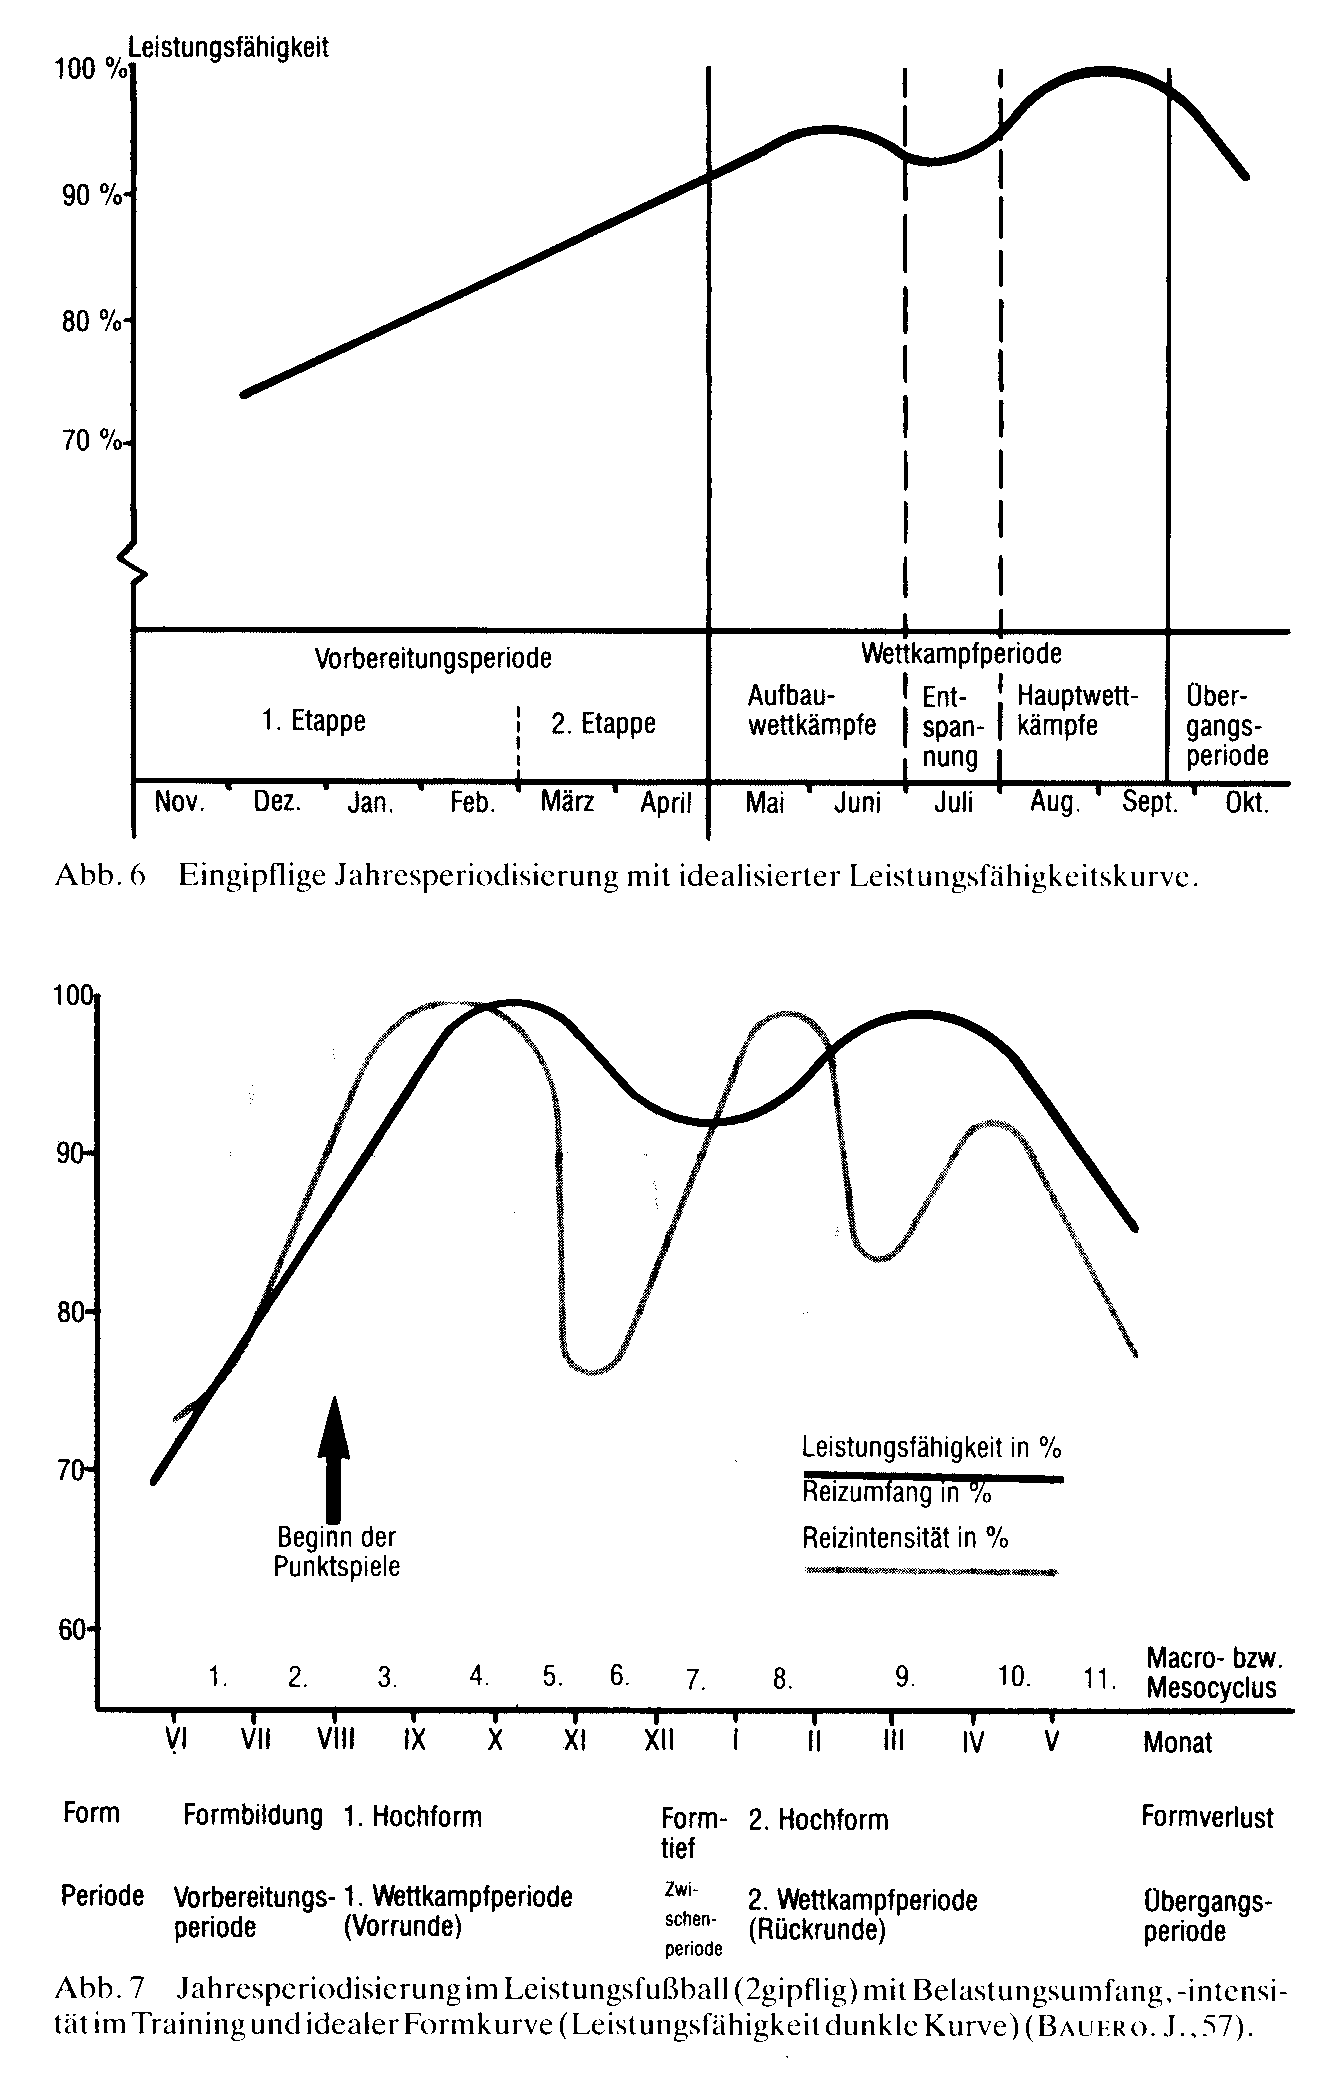 Leistungsfähigkeit
100 %
90 %
80 %
70 %
Vorbereitungsperiode
Wettkampfperiode
1. Etappe
2. Etappe
Aufbau-
wettkämpfe
Ent-
span-
nung
Hauptwett-
kämpfe
Über-
gangs-
periode
Nov. Dez. Jan. Feb. März April Mai Juni Juli Aug. Sept. Okt.
Abb. 6 Eingipflige Jahresperiodisierung mit idealisierter Leistungsfähigkeitskurve.
100
90
80
70
60
Beginn der
Punktspiele
Leistungsfähigkeit in %
Reizumfang in %
Reizintensität in %
1. 2. 3. 4. 5. 6. 7. 8. 9. 10. 11.
Macro- bzw.
Mesocyclus
VI VII VIII IX X XI XII I II III IV V Monat
Form Formbildung 1. Hochform
Form-
tief
2. Hochform
Formverlust
Periode
Vorbereitungs-
periode
1. Wettkampfperiode
(Vorrunde)
Zwi-
schen-
periode
2. Wettkampfperiode
(Rückrunde)
Übergangs-
periode
Abb. 7 Jahresperiodisierung im Leistungsfußball (2gipflig) mit Belastungsumfang, -intensi-
tät im Training und idealer Formkurve (Leistungsfähigkeit dunkle Kurve) (BAUER o. J., 57).